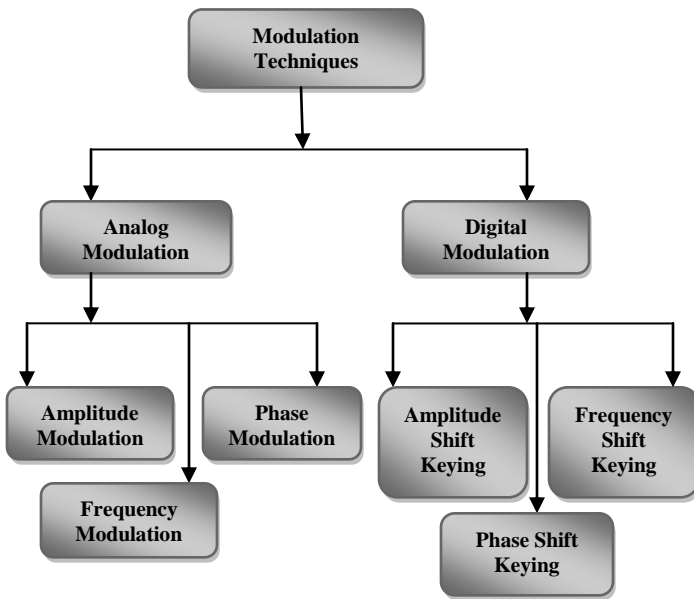 Modulation
Techniques
Analog
Modulation
Digital
Modulation
Amplitude
Modulation
Phase
Modulation
Frequency
Modulation
Amplitude
Shift
Keying
Frequency
Shift
Keying
Phase Shift
Keying